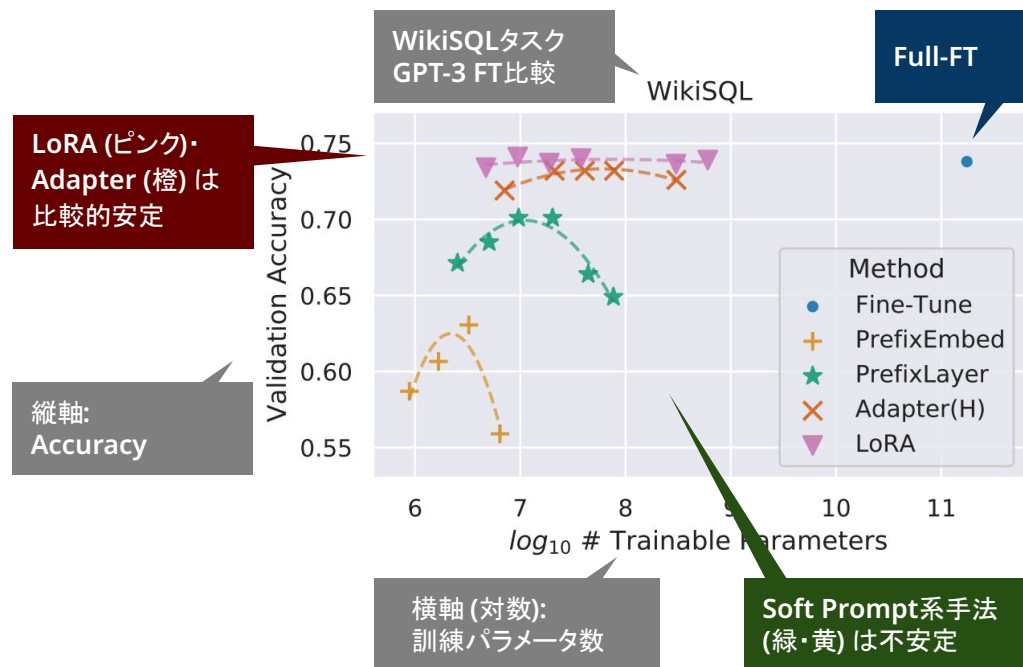 WikiSQLタスク
GPT-3 FT比較
Full-FT
WikiSQL
LoRA (ピンク)・
Adapter (橙) は
比較的安定
Validation Accuracy
0.75
0.70
0.65
0.60
0.55
Method
Fine-Tune
PrefixEmbed
PrefixLayer
Adapter(H)
LoRA
縦軸:
Accuracy
6 7 8 9 10 11
log10 # Trainable Parameters
横軸 (対数):
訓練パラメータ数
Soft Prompt系手法
(緑・黄) は不安定